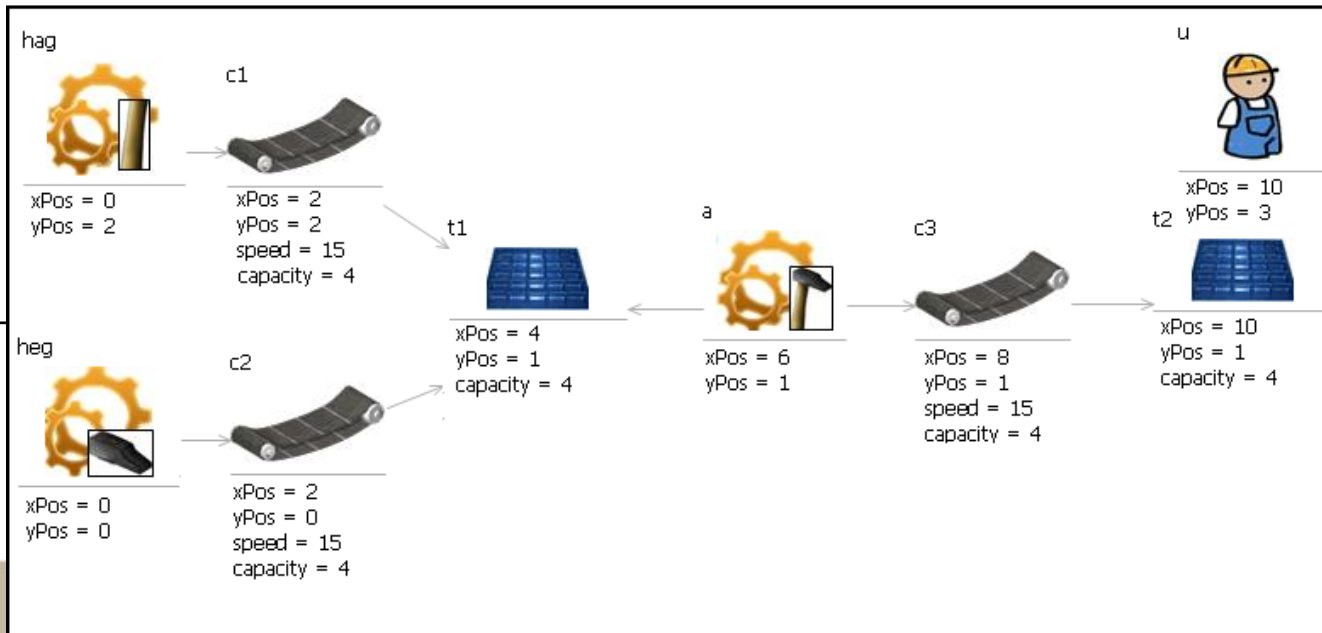 hag
xPos = 0
yPos = 2
c1
xPos = 2
yPos = 2
speed = 15
capacity = 4
heg
xPos = 0
yPos = 0
c2
xPos = 2
yPos = 0
speed = 15
capacity = 4
t1
xPos = 4
yPos = 1
capacity = 4
a
xPos = 6
yPos = 1
c3
xPos = 8
yPos = 1
speed = 15
capacity = 4
u
xPos = 10
yPos = 3
t2
xPos = 10
yPos = 1
capacity = 4